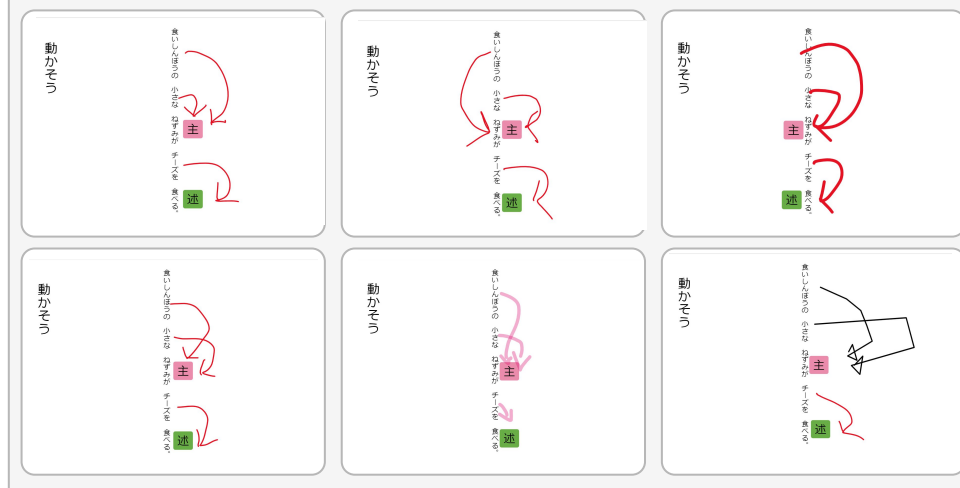 動かそう
食いしんぼうの 小さな ねずみが チーズを 食べる。
主
述
動かそう
食いしんぼうの 小さな ねずみが チーズを 食べる。
主
述
動かそう
食いしんぼうの 小さな ねずみが チーズを 食べる。
主
述
動かそう
食いしんぼうの 小さな ねずみが チーズを 食べる。
主
述
動かそう
食いしんぼうの 小さな ねずみが チーズを 食べる。
主
述
動かそう
食いしんぼうの 小さな ねずみが チーズを 食べる。
主
述